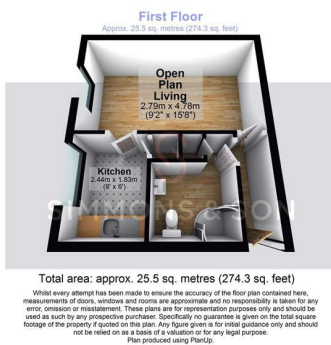 First Floor
Approx. 25.5 sq. metres (274.3 sq. feet)
Open
Plan
Living
2.79m x 4.78m
(9'2" x 15'8")
Kitchen
2.44m x 1.83m
(8' x 6')
SIMMONS & SON
Total area: approx. 25.5 sq. metres (274.3 sq. feet)
Whilst every attempt has been made to ensure the accuracy of the floor plan contained here,
measurements of doors, windows and rooms are approximate and no responsibility is taken for any
error, omission or misstatement. These plans are for representation purposes only and should be
used as such by any prospective purchaser. Specifically no guarantee is given on the total square
footage of the property if quoted on this plan. Any figure given is for initial guidance only and should
not be relied on as a basis of a valuation or for any legal purpose.
Plan produced using PlanUp.